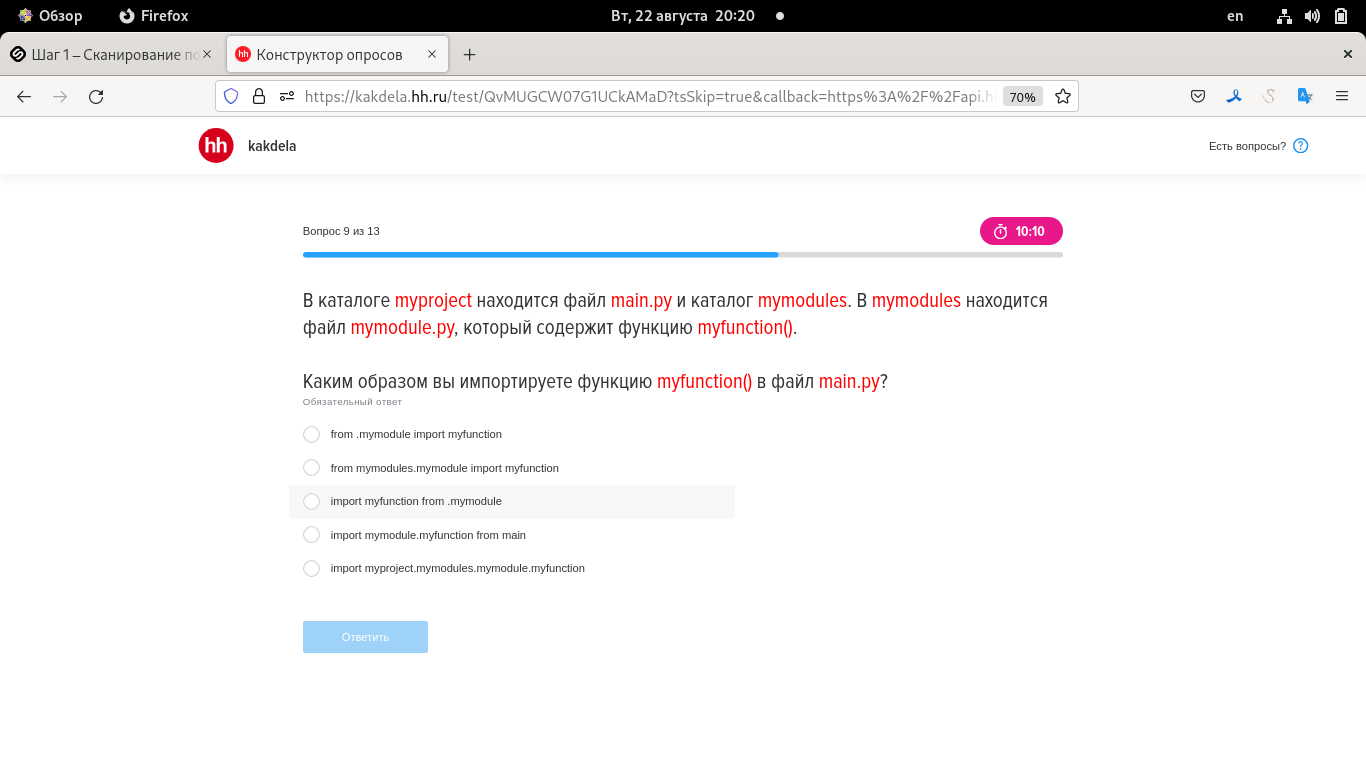 Обзор
Firefox
Вт, 22 августа 20:20
en
Шаг 1 – Сканирование по
Конструктор опросов
https://kakdela.hh.ru/test/QvMUGCW07G1UCkAMaD?tsSkip=true&callback=https%3A%2F%2Fapi.h
70%
hh
kakdela
Есть вопросы?
Вопрос 9 из 13
10:10
В каталоге myproject находится файл main.py и каталог mymodules. В mymodules находится
файл mymodule.py, который содержит функцию myfunction().
Каким образом вы импортируете функцию myfunction() в файл main.py?
Обязательный ответ
from .mymodule import myfunction
from mymodules.mymodule import myfunction
import myfunction from .mymodule
import mymodule.myfunction from main
import myproject.mymodules.mymodule.myfunction
Ответить